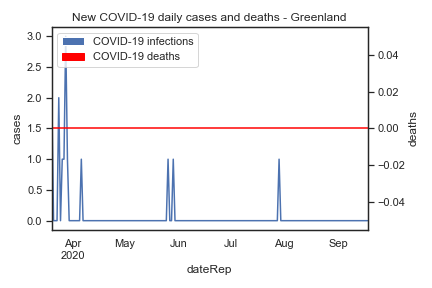 New COVID-19 daily cases and deaths - Greenland
COVID-19 infections
COVID-19 deaths
3.0
2.5
2.0
1.5
1.0
0.5
0.0
cases
0.04
0.02
0.00
−0.02
−0.04
deaths
Apr
2020
May
Jun
Jul
Aug
Sep
dateRep